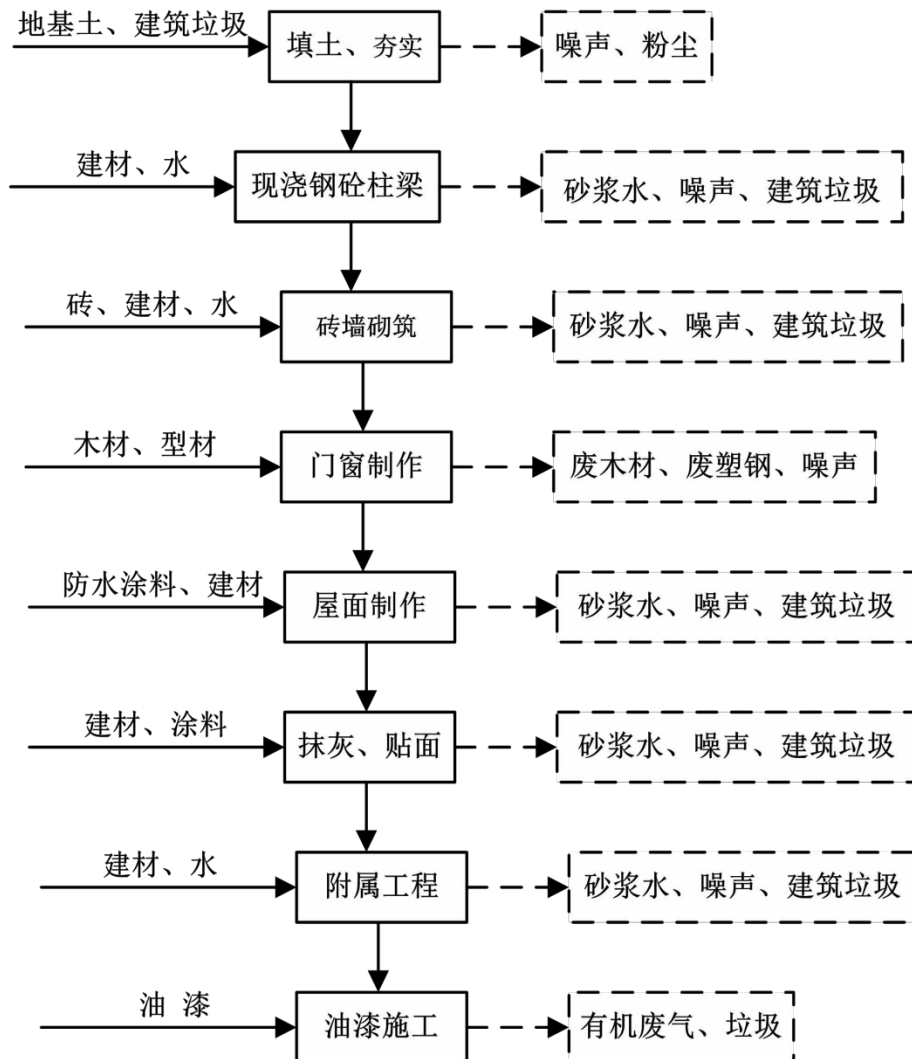 地基土、建筑垃圾
填土、夯实
噪声、粉尘
建材、水
现浇钢砼柱梁
砂浆水、噪声、建筑垃圾
砖、建材、水
砖墙砌筑
砂浆水、噪声、建筑垃圾
木材、型材
门窗制作
废木材、废塑钢、噪声
防水涂料、建材
屋面制作
砂浆水、噪声、建筑垃圾
建材、涂料
抹灰、贴面
砂浆水、噪声、建筑垃圾
建材、水
附属工程
砂浆水、噪声、建筑垃圾
油 漆
油漆施工
有机废气、垃圾